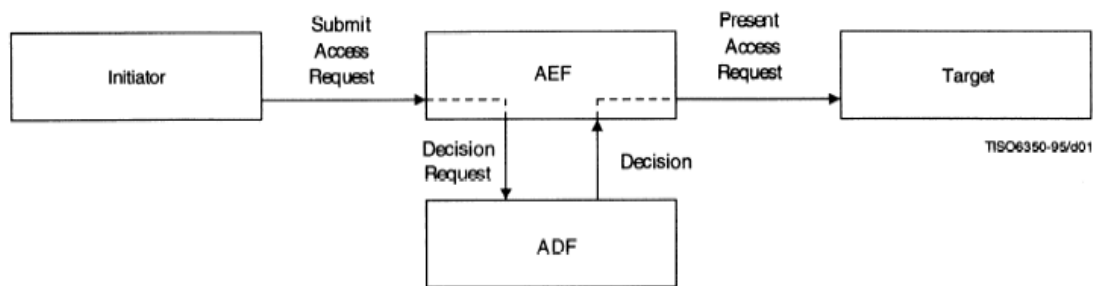 Submit
Access
Request
Present
Access
Request
Initiator
AEF
Target
TISO6350-95/d01
Decision
Request
Decision
ADF